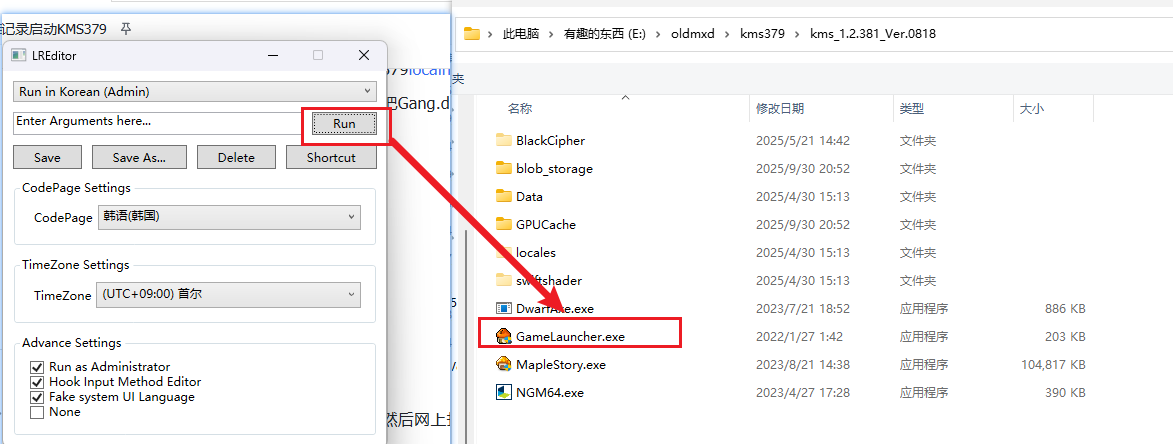 记录启动KMS379
LREditor
Run in Korean (Admin)
Enter Arguments here...
Run
Save
Save As...
Delete
Shortcut
CodePage Settings
CodePage
韩语(韩国)
TimeZone Settings
TimeZone
(UTC+09:00) 首尔
Advance Settings
Run as Administrator
Hook Input Method Editor
Fake system UI Language
None
379localh
把Gang.d
然后网上
此电脑 有趣的东西 (E:) oldmxd kms379 kms_1.2.381_Ver.0818
夹
名称 修改日期 类型 大小
BlackCipher 2025/5/21 14:42 文件夹
blob_storage 2025/9/30 20:52 文件夹
Data 2025/4/30 15:13 文件夹
GPUCache 2025/9/30 20:52 文件夹
locales 2025/4/30 15:13 文件夹
swiftshader 2025/4/30 15:13 文件夹
DwarfAxe.exe 2023/7/21 18:52 应用程序 886 KB
GameLauncher.exe 2022/1/27 1:42 应用程序 203 KB
MapleStory.exe 2023/8/21 14:38 应用程序 104,817 KB
NGM64.exe 2023/4/27 17:28 应用程序 390 KB